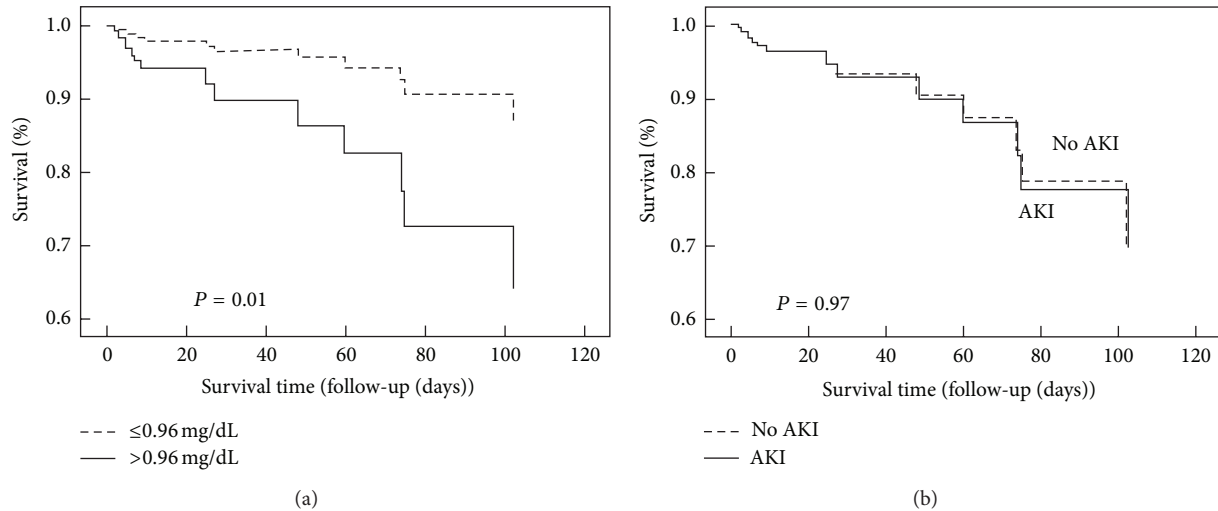 1.0
0.9
0.8
0.7
0.6
Survival (%)
P = 0.01
0 20 40 60 80 100 120
Survival time (follow-up (days))
≤0.96 mg/dL
>0.96 mg/dL
(a)
1.0
0.9
0.8
0.7
0.6
Survival (%)
No AKI
AKI
P = 0.97
0 20 40 60 80 100 120
Survival time (follow-up (days))
No AKI
AKI
(b)